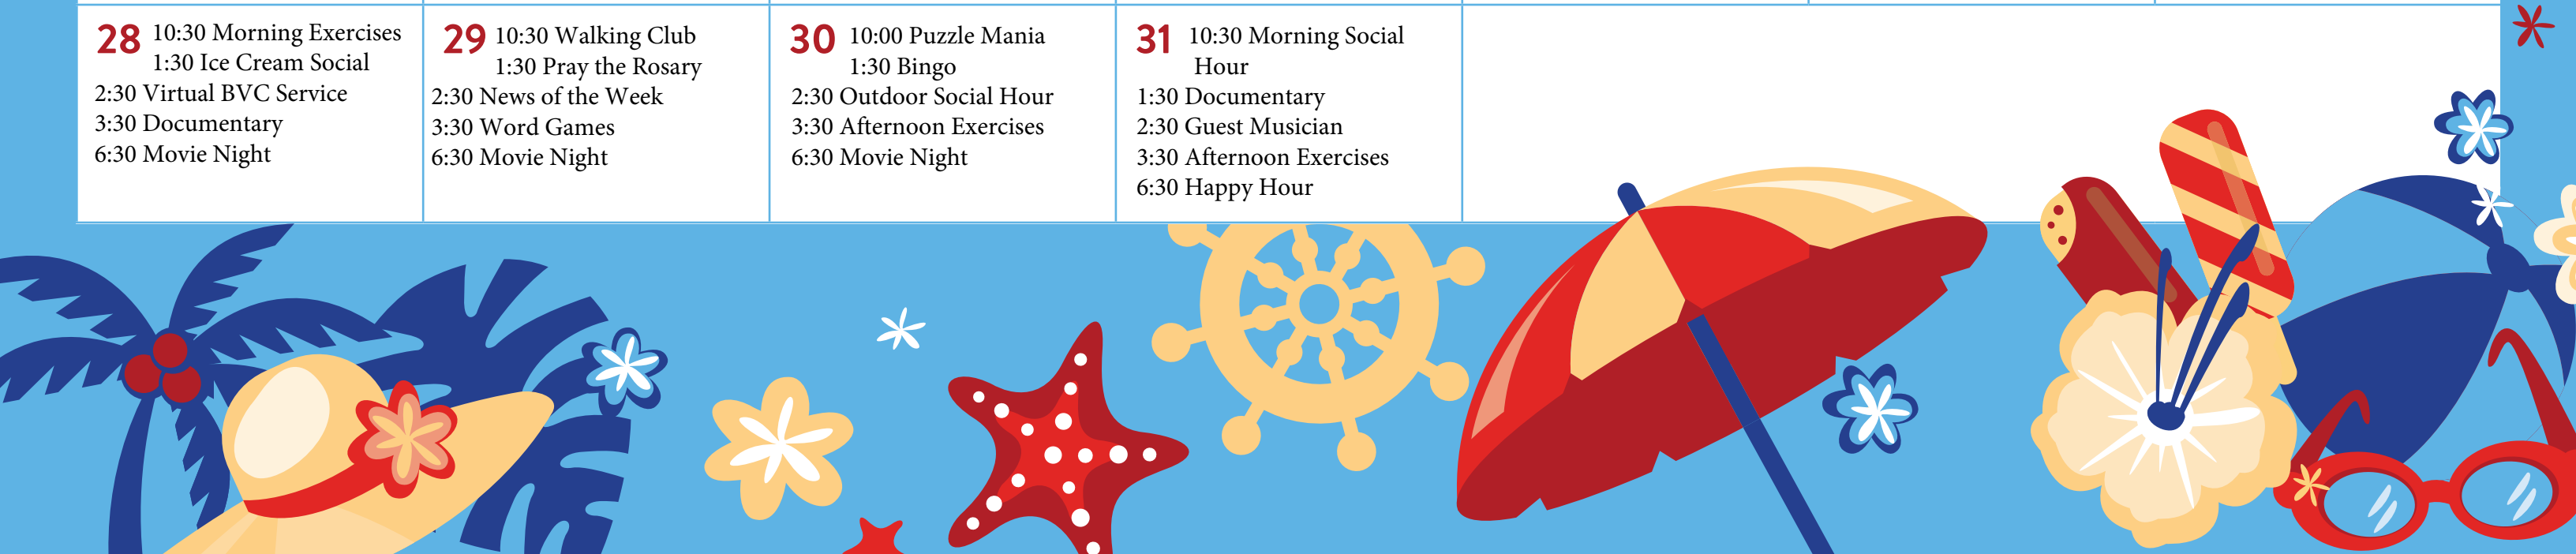 28 10:30 Morning Exercises
1:30 Ice Cream Social
2:30 Virtual BVC Service
3:30 Documentary
6:30 Movie Night
29 10:30 Walking Club
1:30 Pray the Rosary
2:30 News of the Week
3:30 Word Games
6:30 Movie Night
30 10:00 Puzzle Mania
1:30 Bingo
2:30 Outdoor Social Hour
3:30 Afternoon Exercises
6:30 Movie Night
31 10:30 Morning Social
Hour
1:30 Documentary
2:30 Guest Musician
3:30 Afternoon Exercises
6:30 Happy Hour